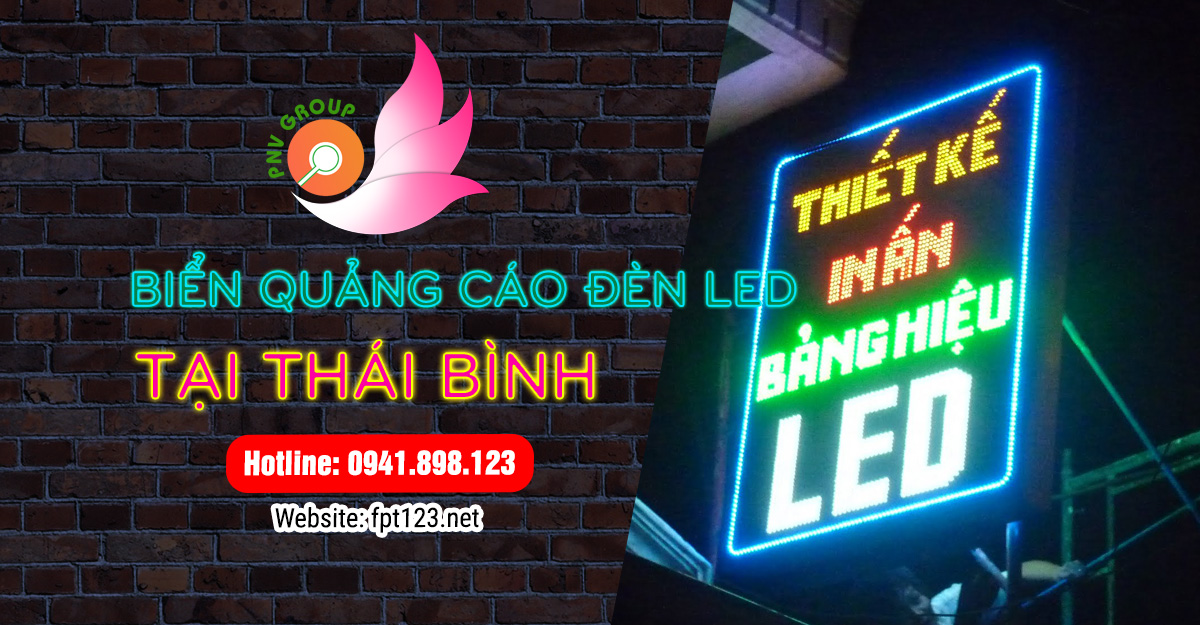 PNV GROUP
BIỂN QUẢNG CÁO ĐÈN LED
TẠI THÁI BÌNH
Hotline: 0941.898.123
Website: fpt123.net
THIẾT KẾ
IN ẤN
BẢNG HIỆU
LED